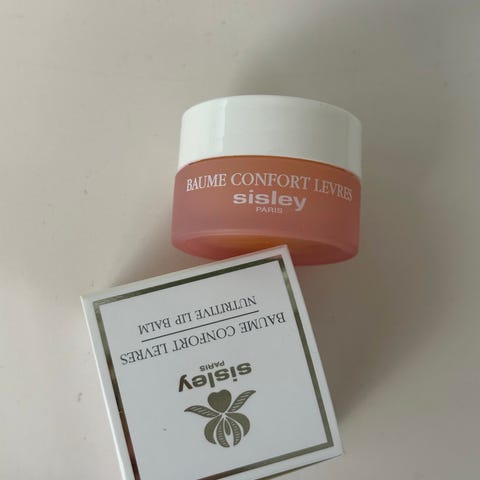 BAUME CONFORT LEVRES
sisley
PARIS
sisley
PARIS
BAUME CONFORT LEVRES
NUTRITIVE LIP BALM